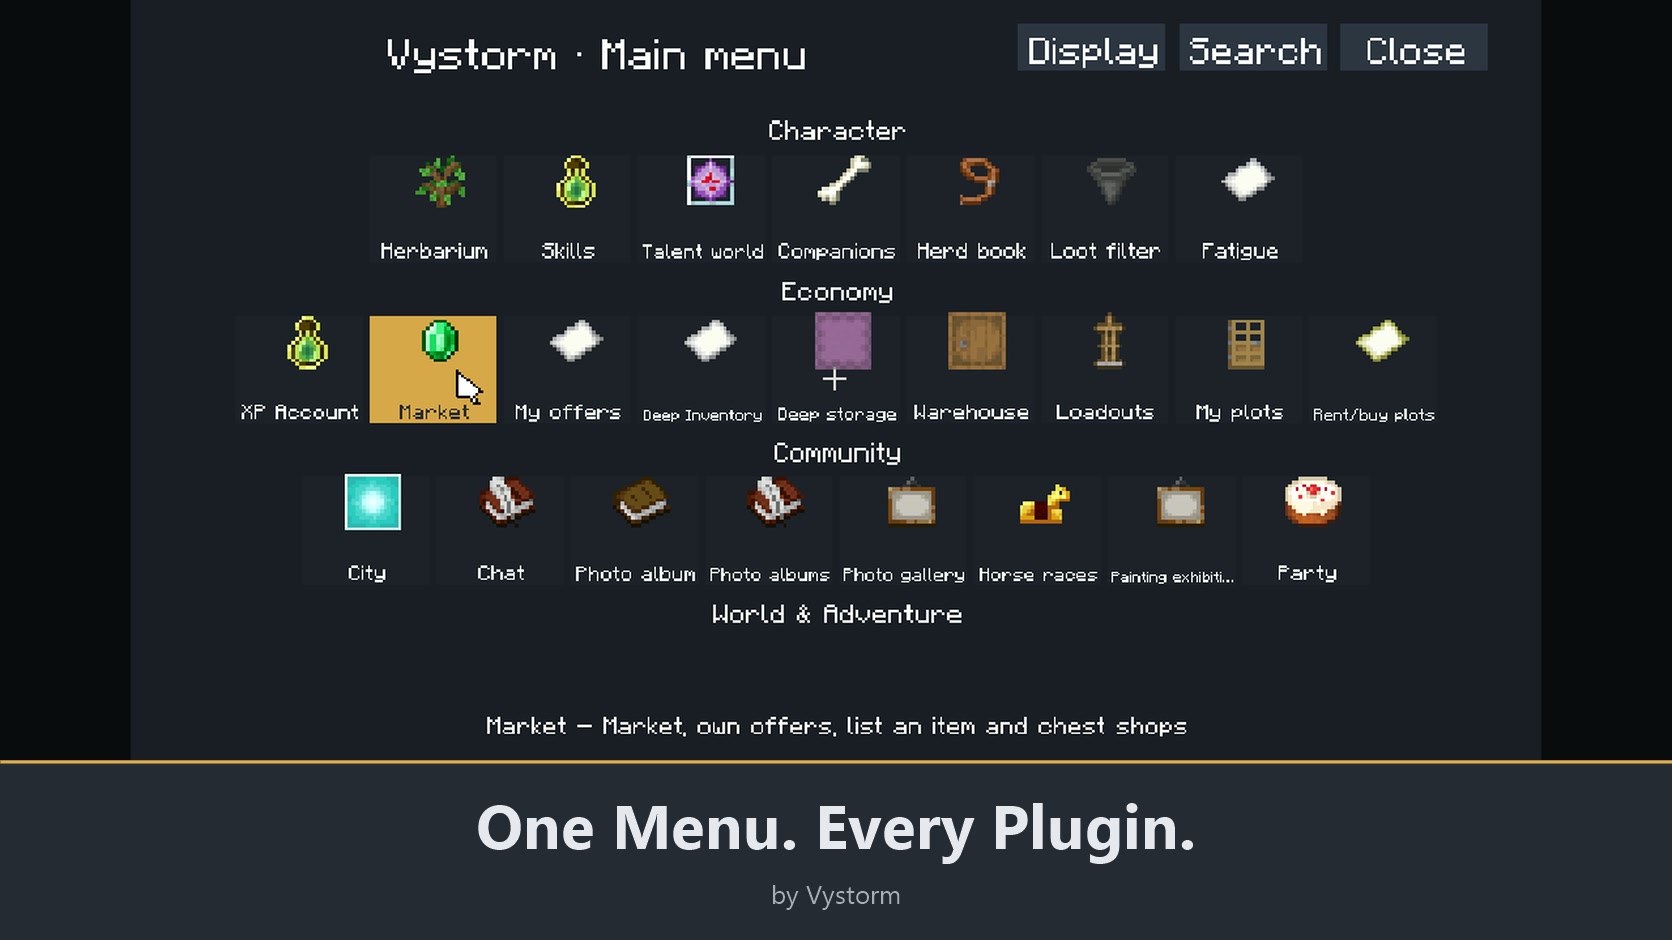 Vystorm · Main menu
Display
Search
Close
Character
Herbarium
Skills
Talent world
Companions
Herd book
Loot filter
Fatigue
Economy
XP Account
Market
My offers
Deep Inventory
Deep storage
Warehouse
Loadouts
My plots
Rent/buy plots
Community
City
Chat
Photo album
Photo albums
Photo gallery
Horse races
Painting exhibiti...
Party
World & Adventure
Market — Market, own offers, list an item and chest shops
One Menu. Every Plugin.
by Vystorm